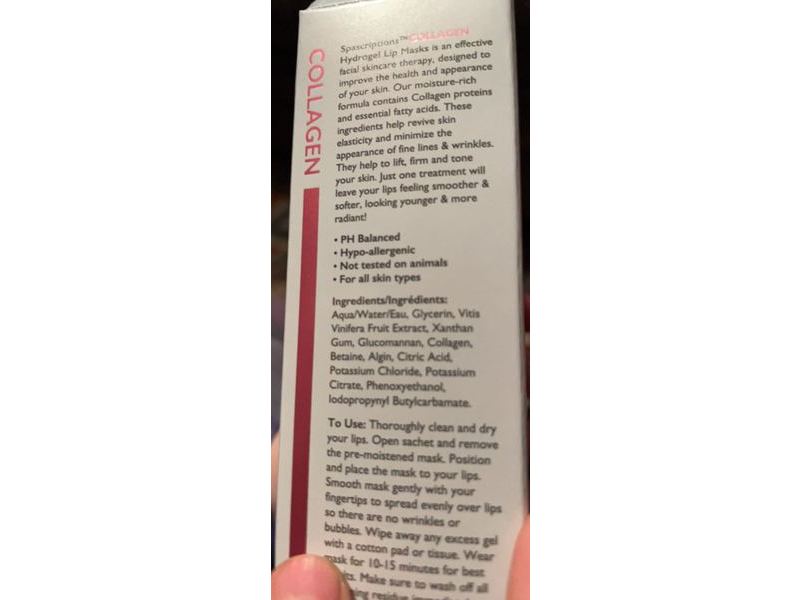 COLLAGEN
Spascriptions™ COLLAGEN
Hydrogel Lip Masks is an effective
facial skincare therapy, designed to
improve the health and appearance
of your skin. Our moisture-rich
formula contains Collagen proteins
and essential fatty acids. These
ingredients help revive skin
elasticity and minimize the
appearance of fine lines & wrinkles.
They help to lift, firm and tone
your skin. Just one treatment will
leave your lips feeling smoother &
softer, looking younger & more
radiant!
• PH Balanced
• Hypo-allergenic
• Not tested on animals
• For all skin types
Ingredients/Ingrédients:
Aqua/Water/Eau, Glycerin, Vitis
Vinifera Fruit Extract, Xanthan
Gum, Glucomannan, Collagen,
Betaine, Algin, Citric Acid,
Potassium Chloride, Potassium
Citrate, Phenoxyethanol,
Iodopropynyl Butylcarbamate.
To Use: Thoroughly clean and dry
your lips. Open sachet and remove
the pre-moistened mask. Position
and place the mask to your lips.
Smooth mask gently with your
fingertips to spread evenly over lips
so there are no wrinkles or
bubbles. Wipe away any excess gel
with a cotton pad or tissue. Wear
mask for 10-15 minutes for best
Make sure to wash off all
residue